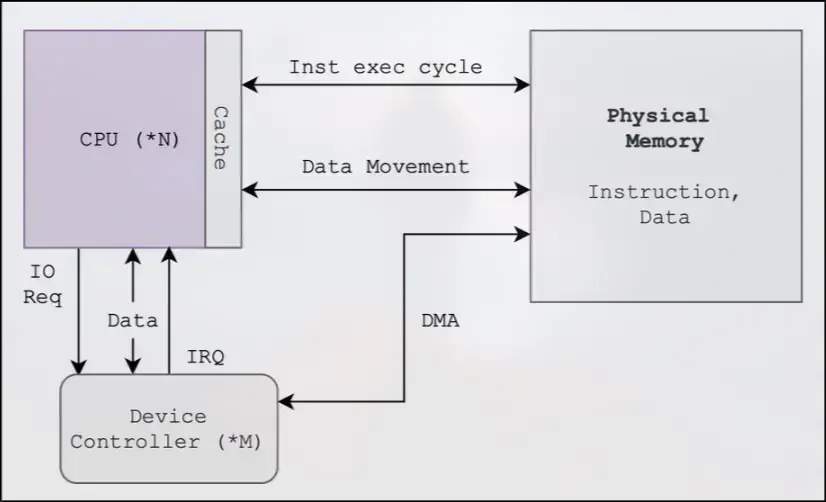 Inst exec cycle
CPU (*N)
Cache
Physical
Memory
Data Movement
Instruction,
Data
IO
Req
Data
IRQ
DMA
Device
Controller (*M)